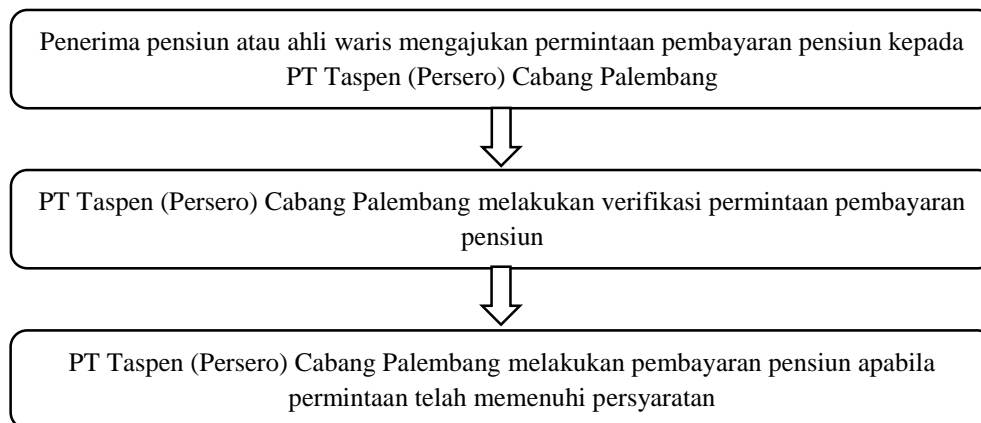 Penerima pensiun atau ahli waris mengajukan permintaan pembayaran pensiun kepada
PT Taspen (Persero) Cabang Palembang
PT Taspen (Persero) Cabang Palembang melakukan verifikasi permintaan pembayaran
pensiun
PT Taspen (Persero) Cabang Palembang melakukan pembayaran pensiun apabila
permintaan telah memenuhi persyaratan